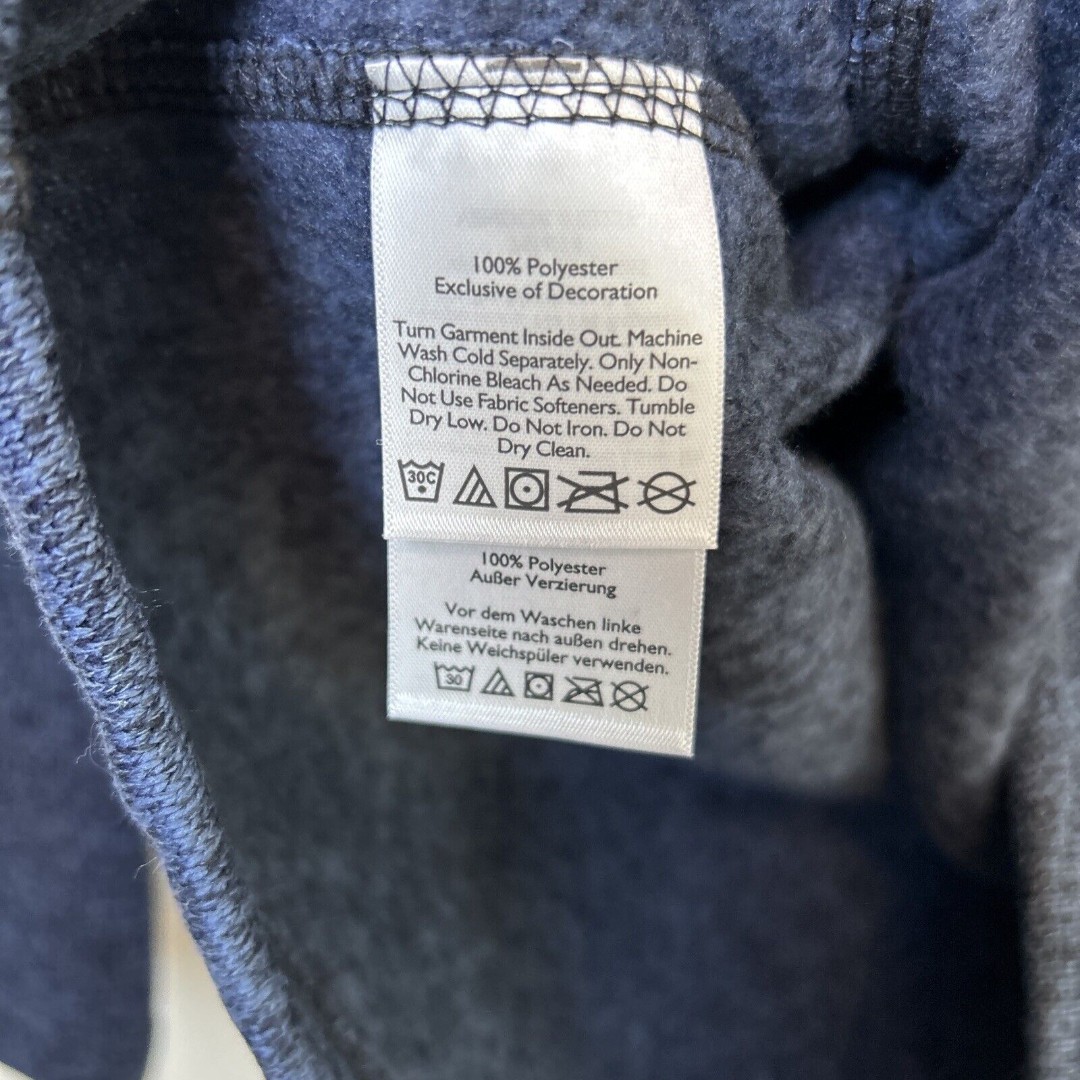 100% Polyester
Exclusive of Decoration
Turn Garment Inside Out. Machine
Wash Cold Separately. Only Non-
Chlorine Bleach As Needed. Do
Not Use Fabric Softeners. Tumble
Dry Low. Do Not Iron. Do Not
Dry Clean.
30C
100% Polyester
Außer Verzierung
Vor dem Waschen linke
Warenseite nach außen drehen.
Keine Weichspüler verwenden.
30